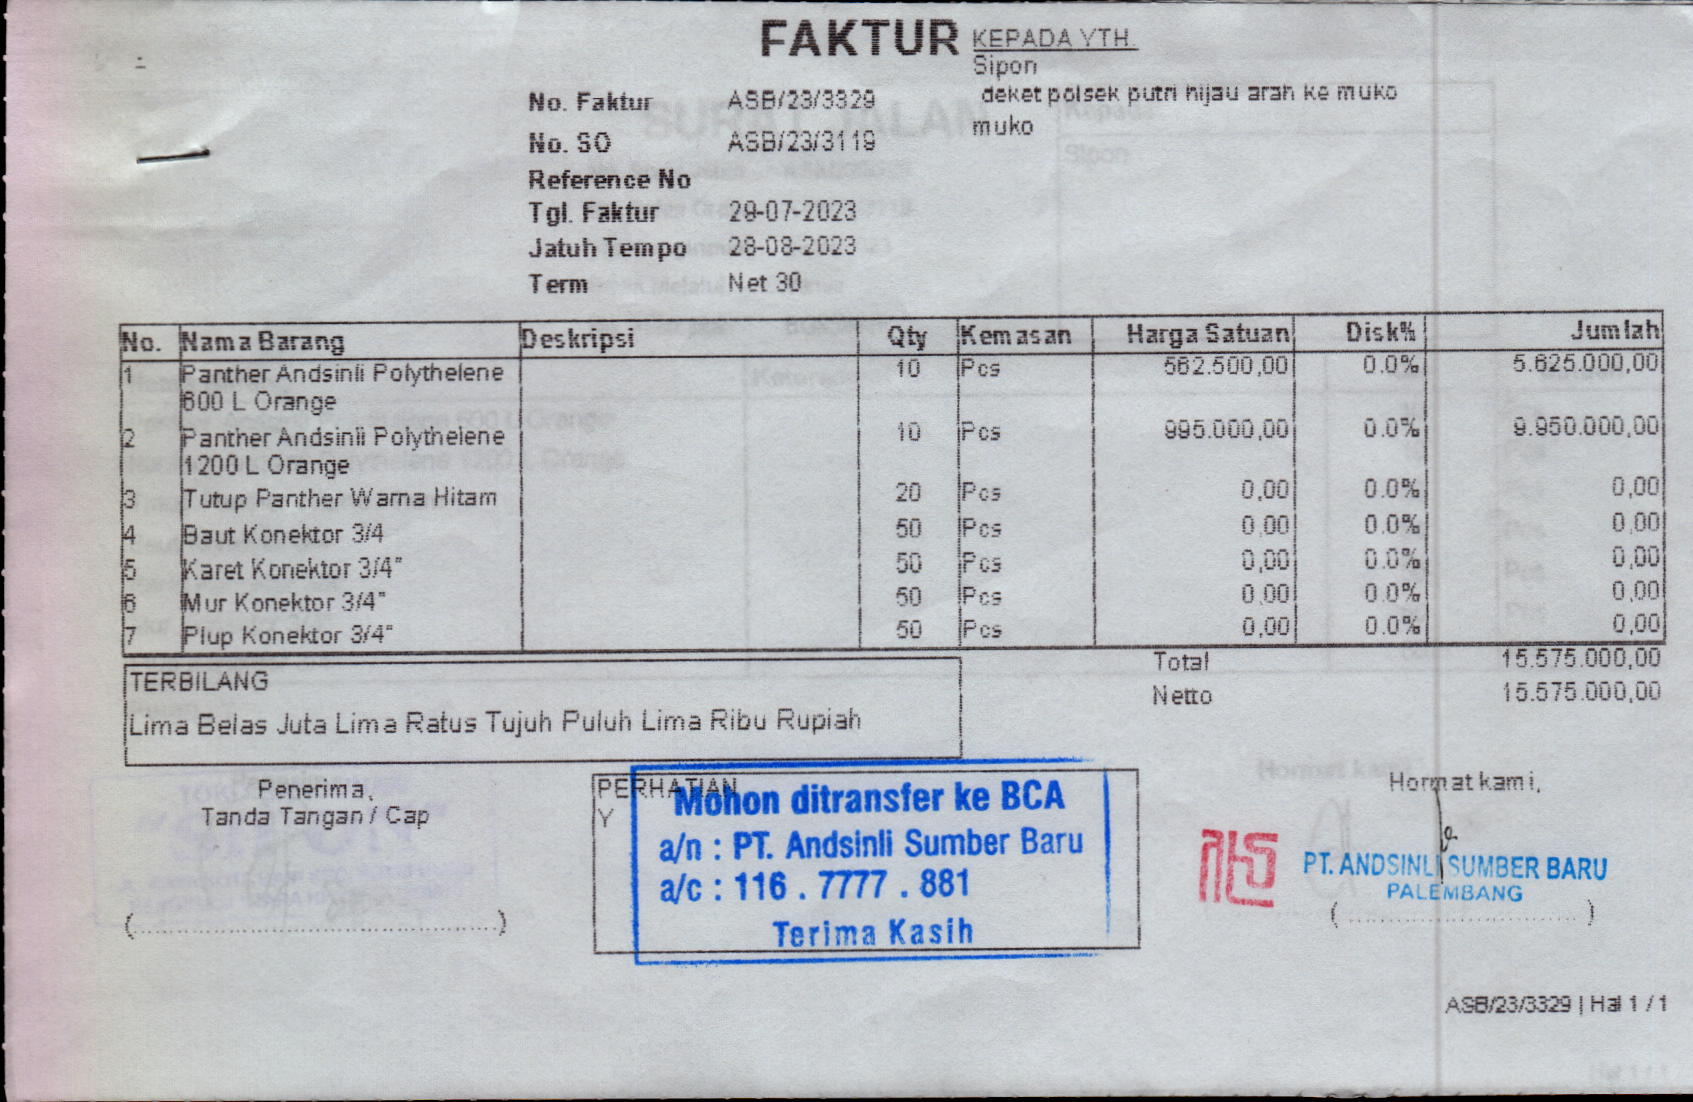 FAKTUR
KEPADA YTH.
Sipon
deket polsek putri hijau arah ke muko
muko
No. Faktur ASB/23/3329
No. SO ASB/23/3119
Reference No
Tgl. Faktur 29-07-2023
Jatuh Tempo 28-08-2023
Term Net 30
No. Nama Barang Deskripsi Qty Kemasan Harga Satuan Disk% Jumlah
1 Panther Andsinli Polythelene 10 Pcs 562.500,00 0.0% 5.625.000,00
600 L Orange
2 Panther Andsinli Polythelene 10 Pcs 995.000,00 0.0% 9.950.000,00
1200 L Orange
3 Tutup Panther Warna Hitam 20 Pcs 0,00 0.0% 0,00
4 Baut Konektor 3/4 50 Pcs 0,00 0.0% 0,00
5 Karet Konektor 3/4" 50 Pcs 0,00 0.0% 0,00
6 Mur Konektor 3/4" 50 Pcs 0,00 0.0% 0,00
7 Plup Konektor 3/4" 50 Pcs 0,00 0.0% 0,00
Total 15.575.000,00
Netto 15.575.000,00
TERBILANG
Lima Belas Juta Lima Ratus Tujuh Puluh Lima Ribu Rupiah
Penerima,
Tanda Tangan / Cap
(....................................)
PERHATIAN
Y
Mohon ditransfer ke BCA
a/n : PT. Andsinli Sumber Baru
a/c : 116 . 7777 . 881
Terima Kasih
Hormat kami,
PT. ANDSINLI SUMBER BARU
PALEMBANG
(....................................)
ASB/23/3329 | Hal 1 / 1
SURAT JALAN
Kepada
Sipon